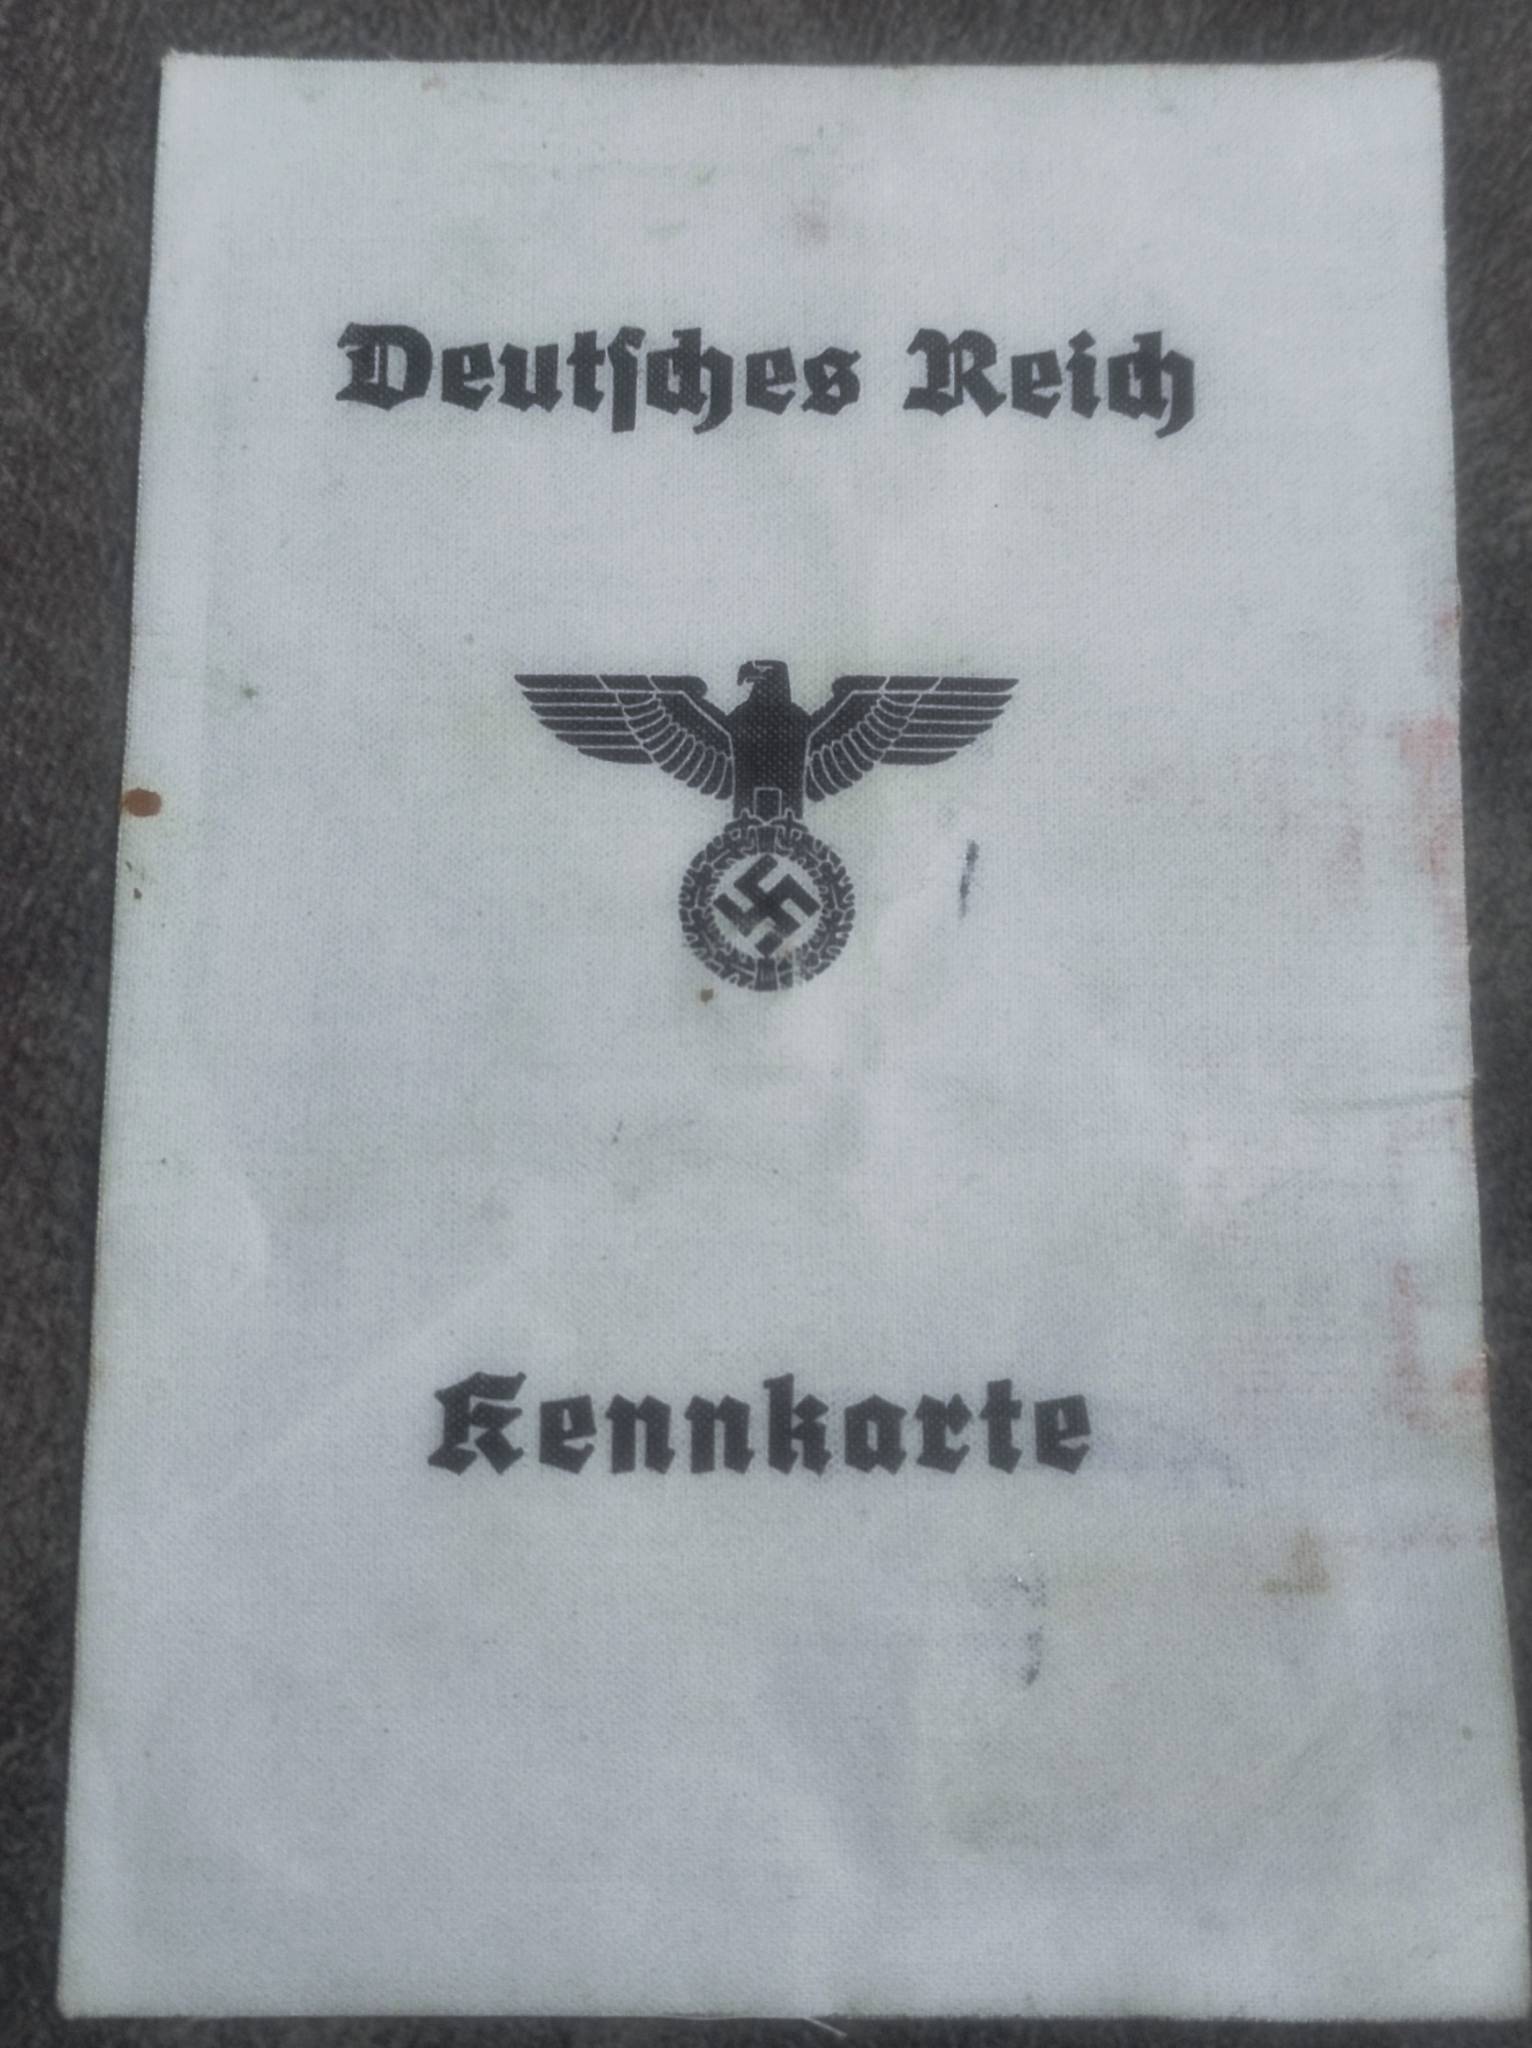 Deutſches Reich
Kennkarte